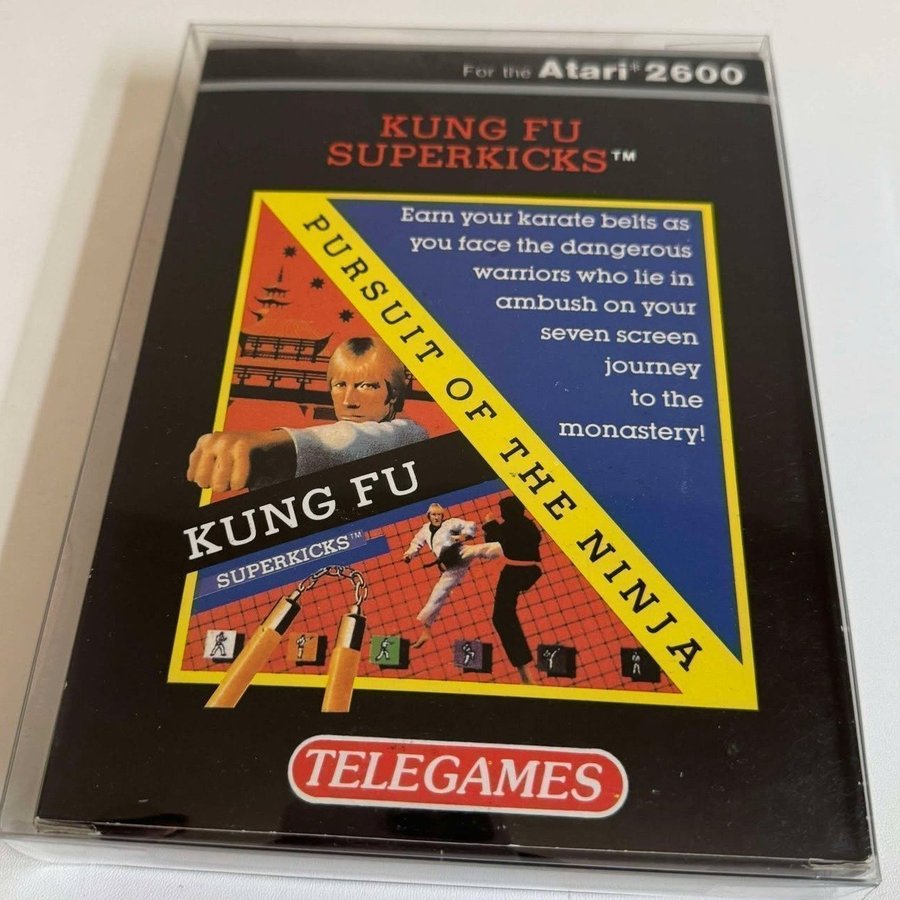 For the Atari® 2600
KUNG FU
SUPERKICKS™
PURSUIT OF THE NINJA
Earn your karate belts as
you face the dangerous
warriors who lie in
ambush on your
seven screen
journey
to the
monastery!
KUNG FU
SUPERKICKS™
TELEGAMES